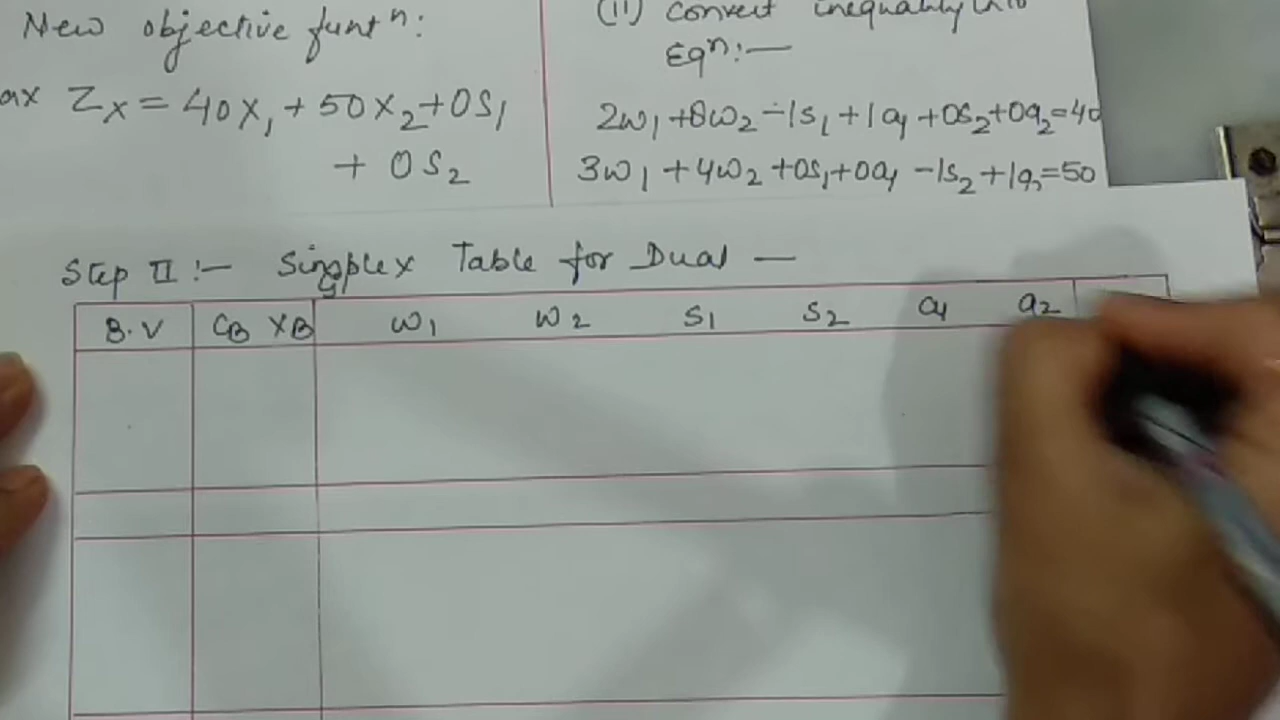 New objective funtⁿ:
ax Zx = 40x₁ + 50x₂ + 0S₁
+ 0S₂
(ii) convert inequality into
Eqⁿ:—
2w₁ + 8w₂ - 1s₁ + 1a₁ + 0s₂ + 0a₂ = 40
3w₁ + 4w₂ + 0s₁ + 0a₁ - 1s₂ + 1a₂ = 50
Step II :- Simplex Table for Dual —
B.V CB XB w₁ w₂ S₁ S₂ a₁ a₂